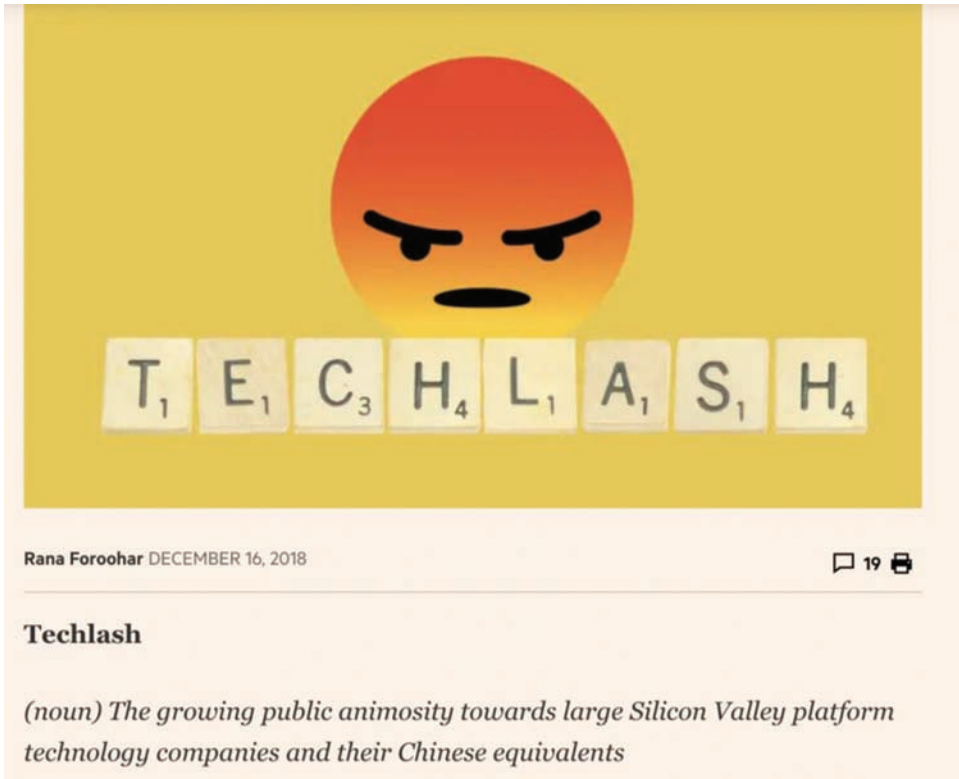 T1 E1 C3 H4 L1 A1 S1 H4
Rana Foroohar DECEMBER 16, 2018 19
Techlash
(noun) The growing public animosity towards large Silicon Valley platform
technology companies and their Chinese equivalents